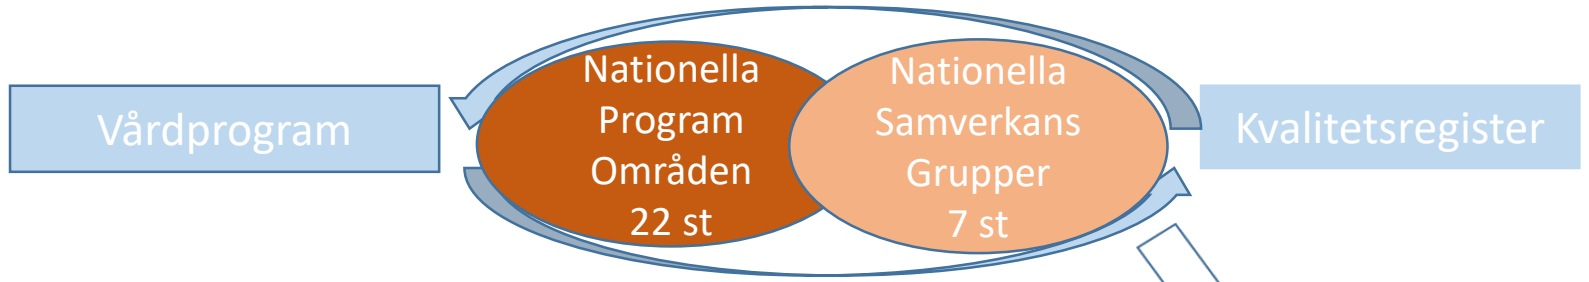 Vårdprogram
Nationella
Program
Områden
22 st
Nationella
Samverkans
Grupper
7 st
Kvalitetsregister